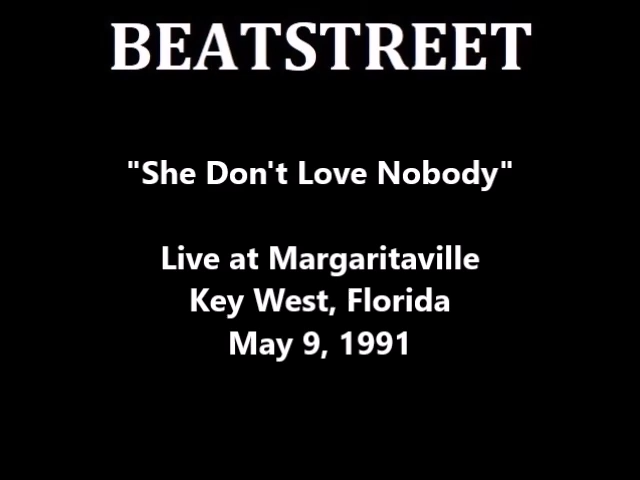 BEATSTREET
"She Don't Love Nobody"
Live at Margaritaville
Key West, Florida
May 9, 1991